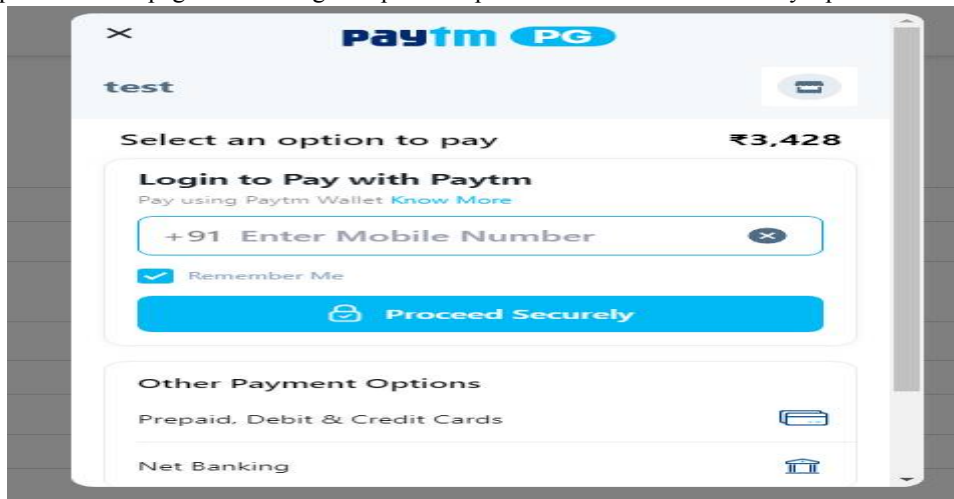 ×
paytm PG
test
Select an option to pay ₹3,428
Login to Pay with Paytm
Pay using Paytm Wallet Know More
+91 Enter Mobile Number
Remember Me
Proceed Securely
Other Payment Options
Prepaid, Debit & Credit Cards
Net Banking